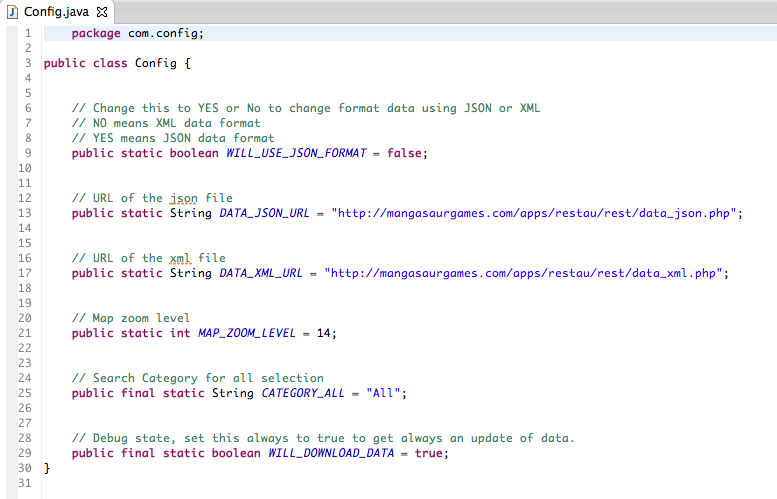 Config.java
1 package com.config;
2
3 public class Config {
4
5
6 // Change this to YES or No to change format data using JSON or XML
7 // NO means XML data format
8 // YES means JSON data format
9 public static boolean WILL_USE_JSON_FORMAT = false;
10
11
12 // URL of the json file
13 public static String DATA_JSON_URL = "http://mangasaurgames.com/apps/restau/rest/data_json.php";
14
15
16 // URL of the xml file
17 public static String DATA_XML_URL = "http://mangasaurgames.com/apps/restau/rest/data_xml.php";
18
19
20 // Map zoom level
21 public static int MAP_ZOOM_LEVEL = 14;
22
23
24 // Search Category for all selection
25 public final static String CATEGORY_ALL = "All";
26
27
28 // Debug state, set this always to true to get always an update of data.
29 public final static boolean WILL_DOWNLOAD_DATA = true;
30 }
31